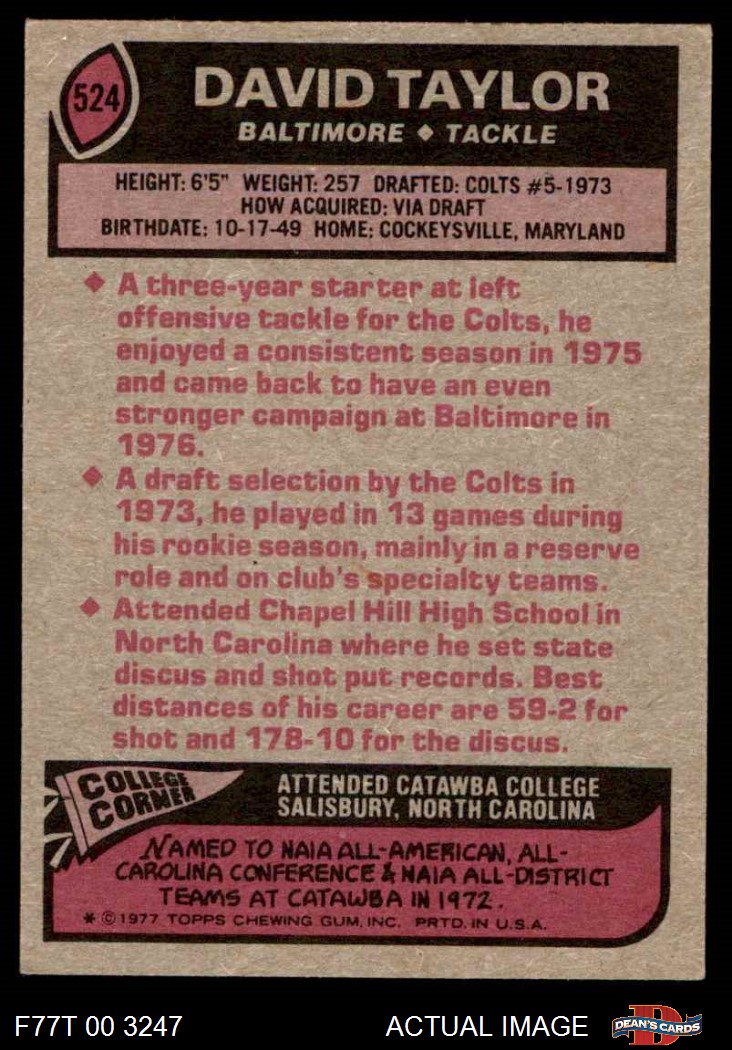 524
DAVID TAYLOR
BALTIMORE ◆ TACKLE
HEIGHT: 6'5" WEIGHT: 257 DRAFTED: COLTS #5-1973
HOW ACQUIRED: VIA DRAFT
BIRTHDATE: 10-17-49 HOME: COCKEYSVILLE, MARYLAND
◆ A three-year starter at left
offensive tackle for the Colts, he
enjoyed a consistent season in 1975
and came back to have an even
stronger campaign at Baltimore in
1976.
◆ A draft selection by the Colts in
1973, he played in 13 games during
his rookie season, mainly in a reserve
role and on club's specialty teams.
◆ Attended Chapel Hill High School in
North Carolina where he set state
discus and shot put records. Best
distances of his career are 59-2 for
shot and 178-10 for the discus.
COLLEGE
CORNER
ATTENDED CATAWBA COLLEGE
SALISBURY, NORTH CAROLINA
NAMED TO NAIA ALL-AMERICAN, ALL-
CAROLINA CONFERENCE & NAIA ALL-DISTRICT
TEAMS AT CATAWBA IN 1972.
* © 1977 TOPPS CHEWING GUM, INC. PRTD. IN U.S.A.
F77T 00 3247
ACTUAL IMAGE
D
DEAN'S CARDS